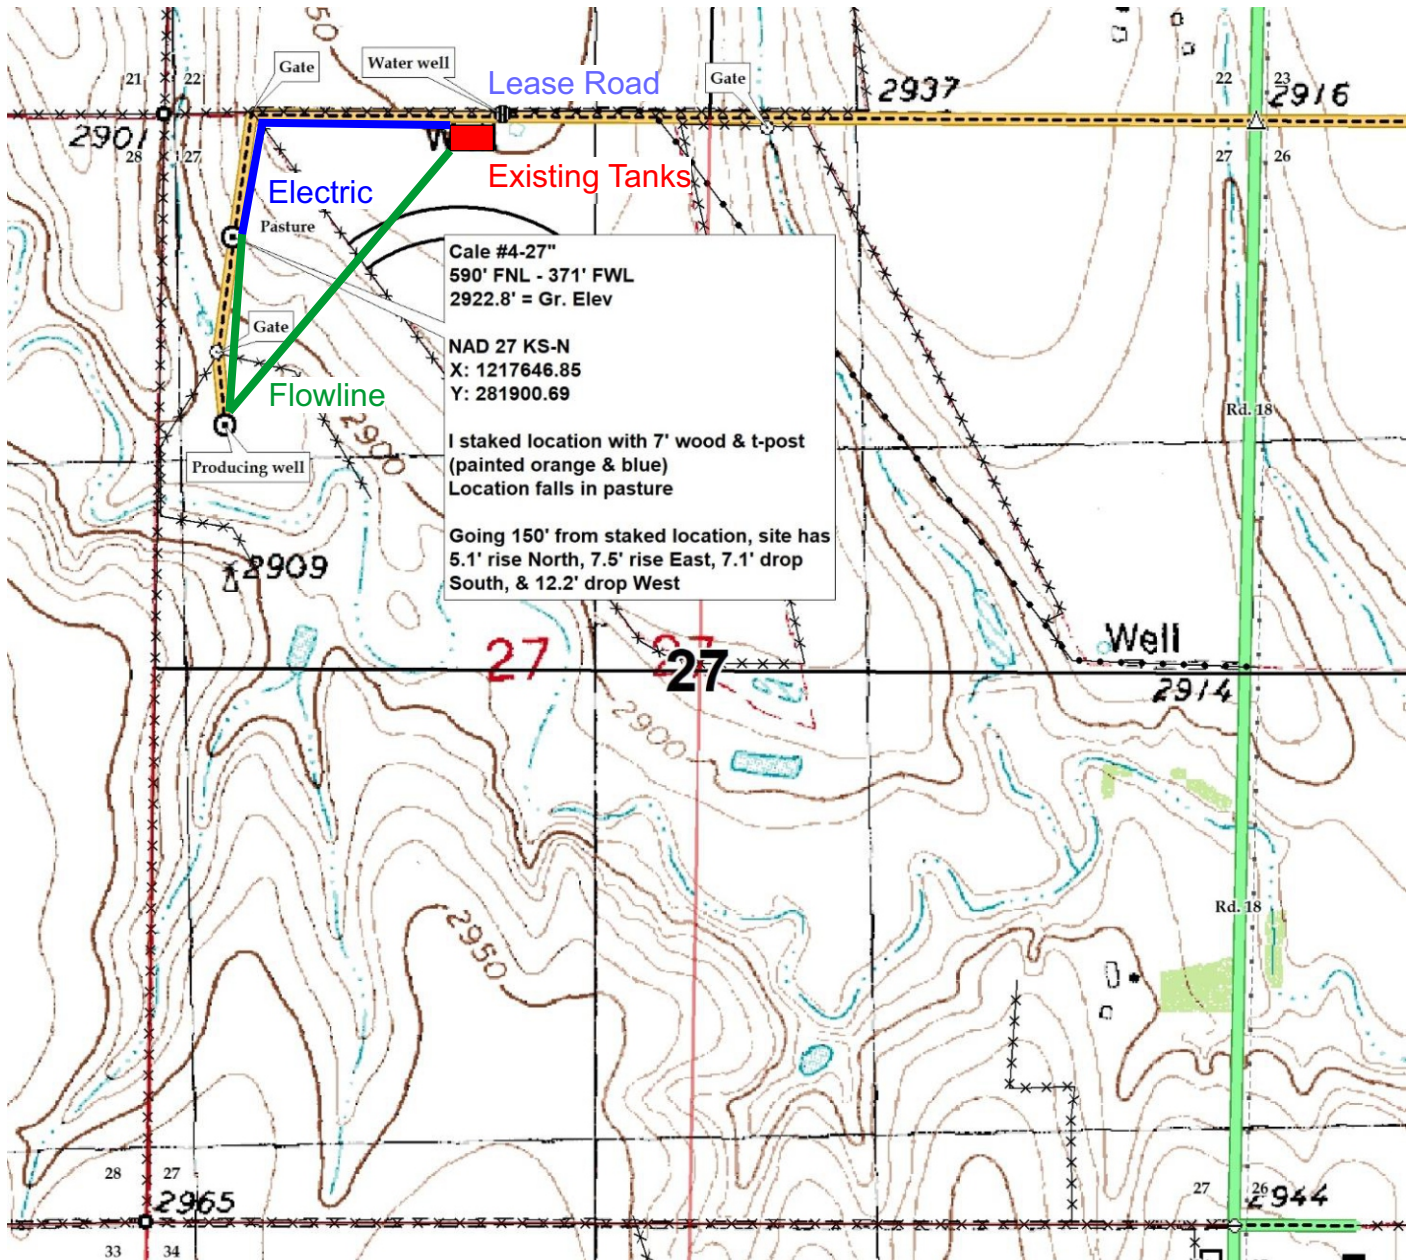 50
21
22
Gate
Water well
Lease Road
Gate
2937
22
23
2916
2901
28
27
W
27
26
Electric
Existing Tanks
Pasture
Cale #4-27"
590' FNL - 371' FWL
2922.8' = Gr. Elev
NAD 27 KS-N
X: 1217646.85
Y: 281900.69
I staked location with 7' wood & t-post
(painted orange & blue)
Location falls in pasture
Going 150' from staked location, site has
5.1' rise North, 7.5' rise East, 7.1' drop
South, & 12.2' drop West
Gate
Flowline
2900
Rd. 18
Producing well
2909
27
27
27
Well
2914
2900
Rd. 18
2950
28
27
2965
33
34
27
26
2944